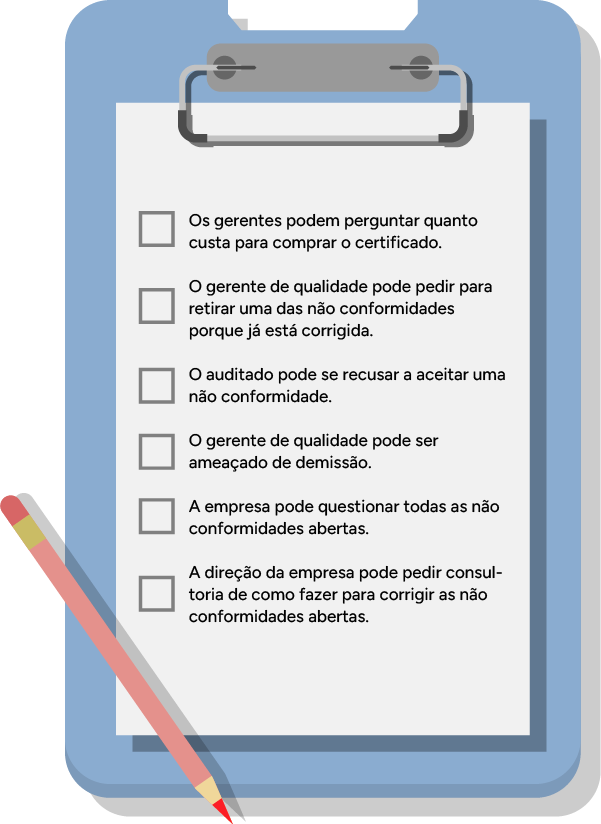 Os gerentes podem perguntar quanto
custa para comprar o certificado.
O gerente de qualidade pode pedir para
retirar uma das não conformidades
porque já está corrigida.
O auditado pode se recusar a aceitar uma
não conformidade.
O gerente de qualidade pode ser
ameaçado de demissão.
A empresa pode questionar todas as não
conformidades abertas.
A direção da empresa pode pedir consul-
toria de como fazer para corrigir as não
conformidades abertas.